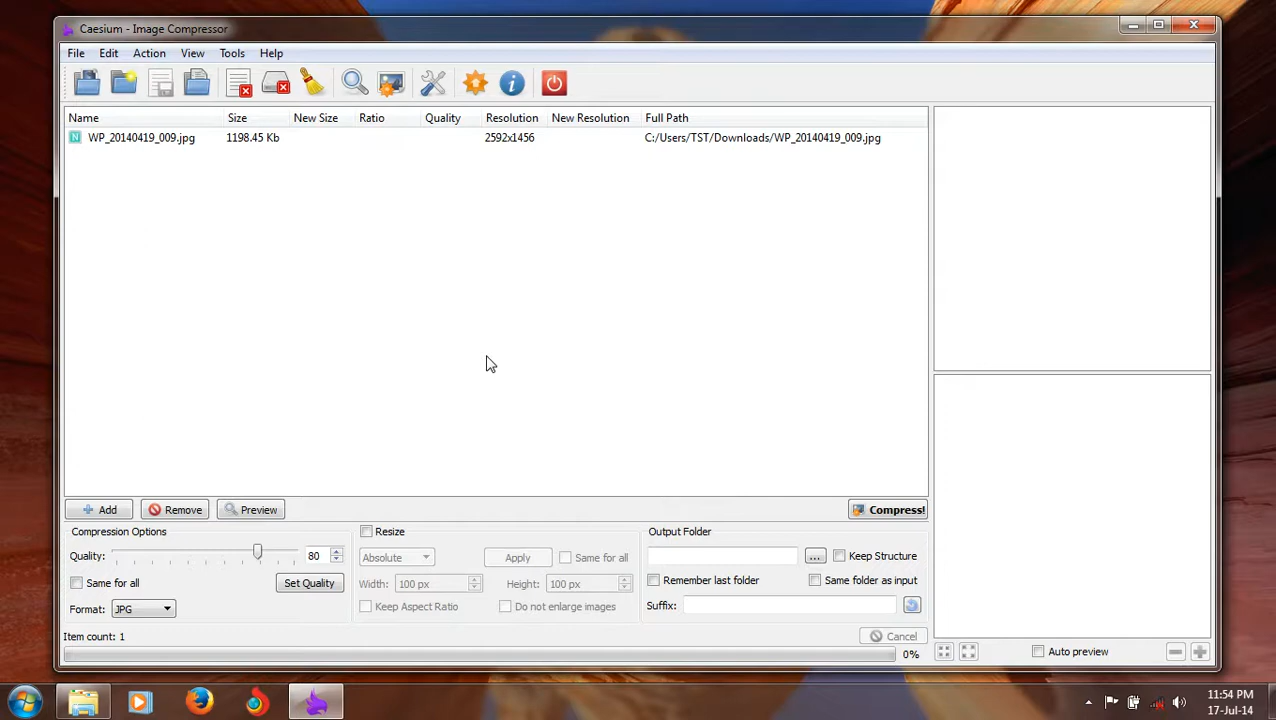 Caesium - Image Compressor
File Edit Action View Tools Help
Name Size New Size Ratio Quality Resolution New Resolution Full Path
N WP_20140419_009.jpg 1198.45 Kb 2592x1456 C:/Users/TST/Downloads/WP_20140419_009.jpg
Add Remove Preview Compress!
Compression Options Resize Output Folder
Quality: 80 Absolute Apply Same for all ... Keep Structure
Same for all Set Quality Width: 100 px Height: 100 px Remember last folder Same folder as input
Format: JPG Keep Aspect Ratio Do not enlarge images Suffix:
Item count: 1 Cancel
0% Auto preview
11:54 PM
17-Jul-14